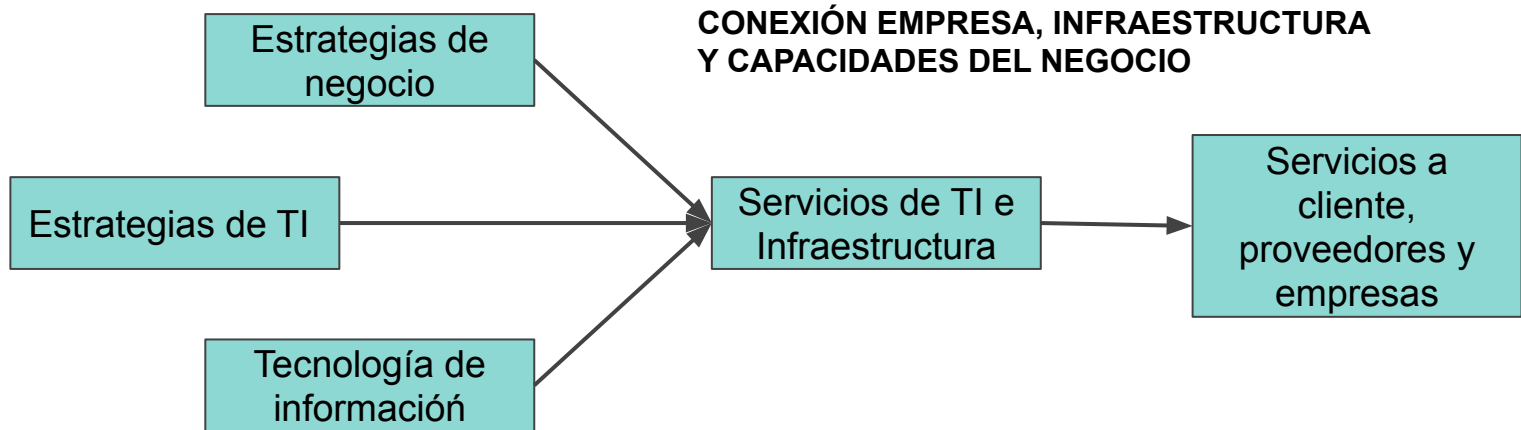 CONEXIÓN EMPRESA, INFRAESTRUCTURA
Y CAPACIDADES DEL NEGOCIO
Estrategias de
negocio
Estrategias de TI
Tecnología de
informacióń
Servicios de TI e
Infraestructura
Servicios a
cliente,
proveedores y
empresas